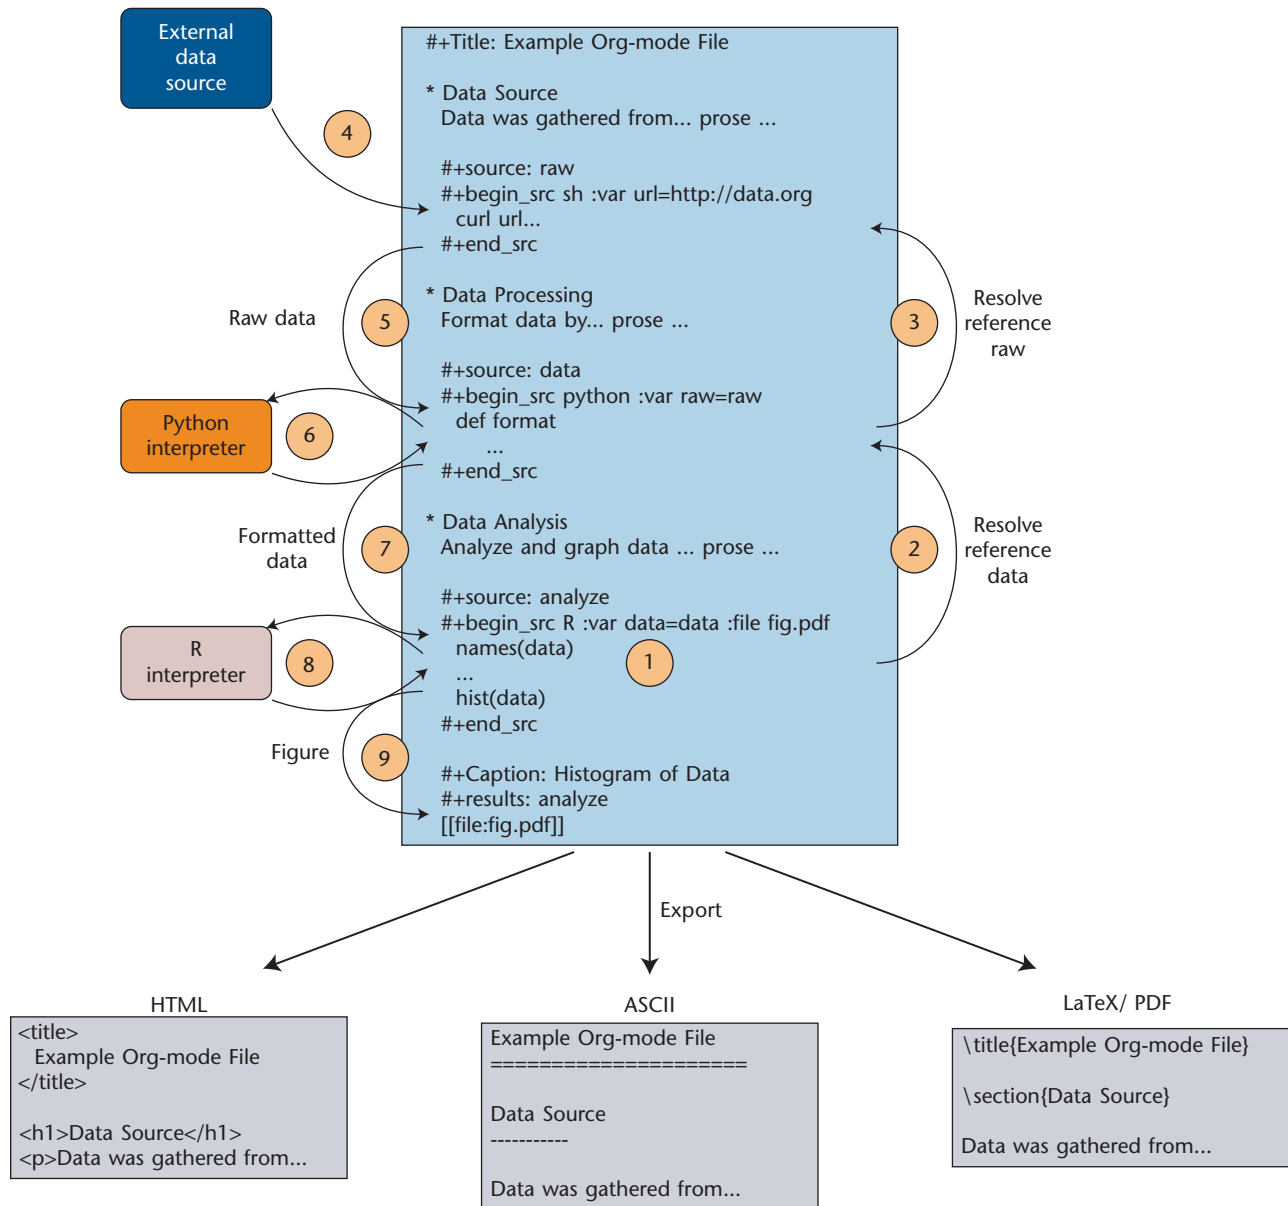 External
data
source
4
#+Title: Example Org-mode File
* Data Source
Data was gathered from... prose ...
#+source: raw
#+begin_src sh :var url=http://data.org
curl url...
#+end_src
* Data Processing
Format data by... prose ...
#+source: data
#+begin_src python :var raw=raw
def format
...
#+end_src
* Data Analysis
Analyze and graph data ... prose ...
#+source: analyze
#+begin_src R :var data=data :file fig.pdf
names(data)
...
hist(data)
#+end_src
#+Caption: Histogram of Data
#+results: analyze
[[file:fig.pdf]]
1
Raw data
5
Python
interpreter
6
Formatted
data
7
R
interpreter
8
Figure
9
3
Resolve
reference
raw
2
Resolve
reference
data
Export
HTML
<title>
Example Org-mode File
</title>
<h1>Data Source</h1>
<p>Data was gathered from...
ASCII
Example Org-mode File
=====================
Data Source
-----------
Data was gathered from...
LaTeX/ PDF
\title{Example Org-mode File}
\section{Data Source}
Data was gathered from...